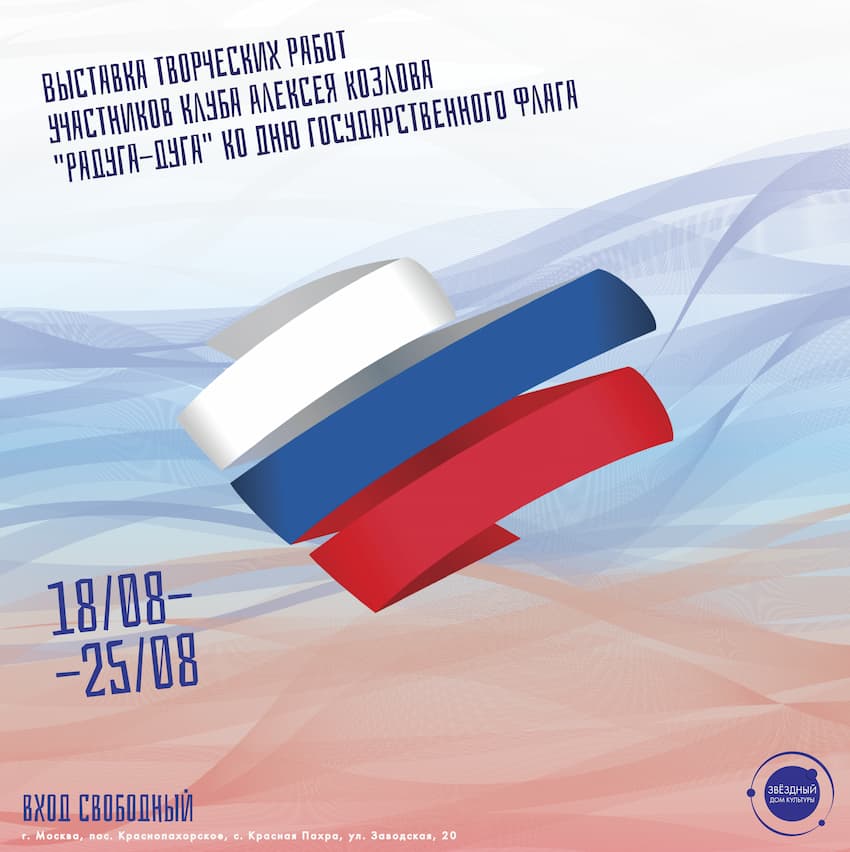 ВЫСТАВКА ТВОРЧЕСКИХ РАБОТ
УЧАСТНИКОВ КЛУБА АЛЕКСЕЯ КОЗЛОВА
"РАДУГА-ДУГА" КО ДНЮ ГОСУДАРСТВЕННОГО ФЛАГА
18/08-
-25/08
ВХОД СВОБОДНЫЙ
г. Москва, пос. Краснопахорское, с. Красная Пахра, ул. Заводская, 20
ЗВЁЗДНЫЙ
ДОМ КУЛЬТУРЫ